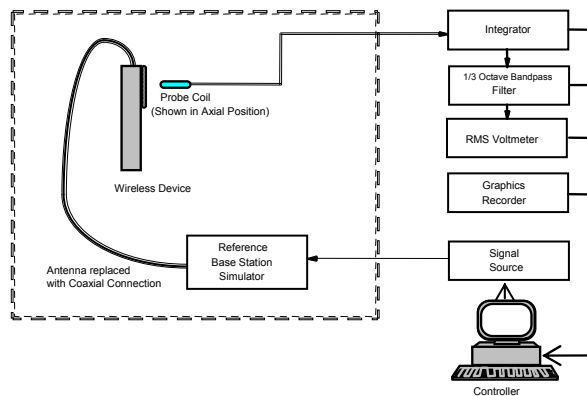 Integrator
1/3 Octave Bandpass
Filter
RMS Voltmeter
Graphics
Recorder
Probe Coil
(Shown in Axial Position)
Wireless Device
Reference
Base Station
Simulator
Antenna replaced
with Coaxial Connection
Signal
Source
Controller